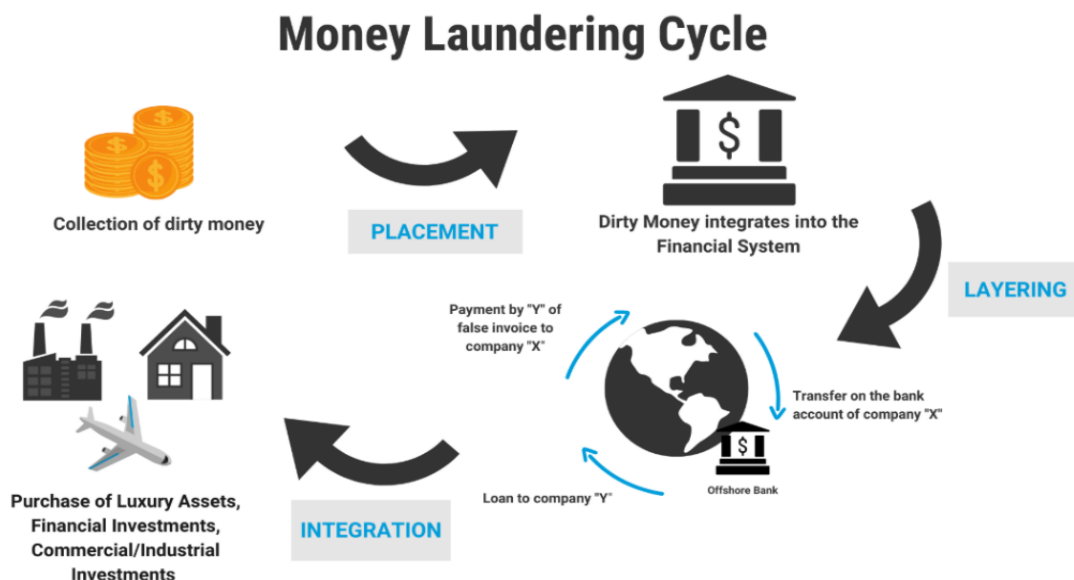 Money Laundering Cycle
$
$
$
$
Collection of dirty money
PLACEMENT
Dirty Money integrates into the
Financial System
LAYERING
Payment by "Y" of
false invoice to
company "X"
Transfer on the bank
account of company "X"
$
Offshore Bank
Loan to company "Y"
INTEGRATION
Purchase of Luxury Assets,
Financial Investments,
Commercial/Industrial
Investments